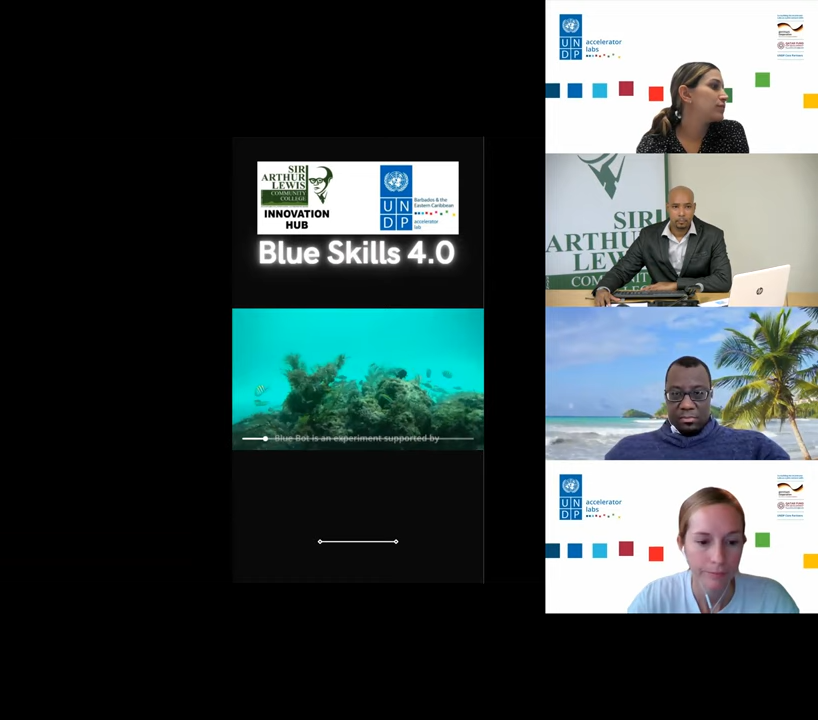 SIR
ARTHUR
LEWIS
COMMUNITY
COLLEGE
INNOVATION
HUB
UN
DP
Barbados & the
Eastern Caribbean
accelerator
labs
Blue Skills 4.0
Blue Bot is an experiment supported by
UN
DP
accelerator
labs
SIR
ARTHUR
LEWIS
hp
UN
DP
accelerator
labs